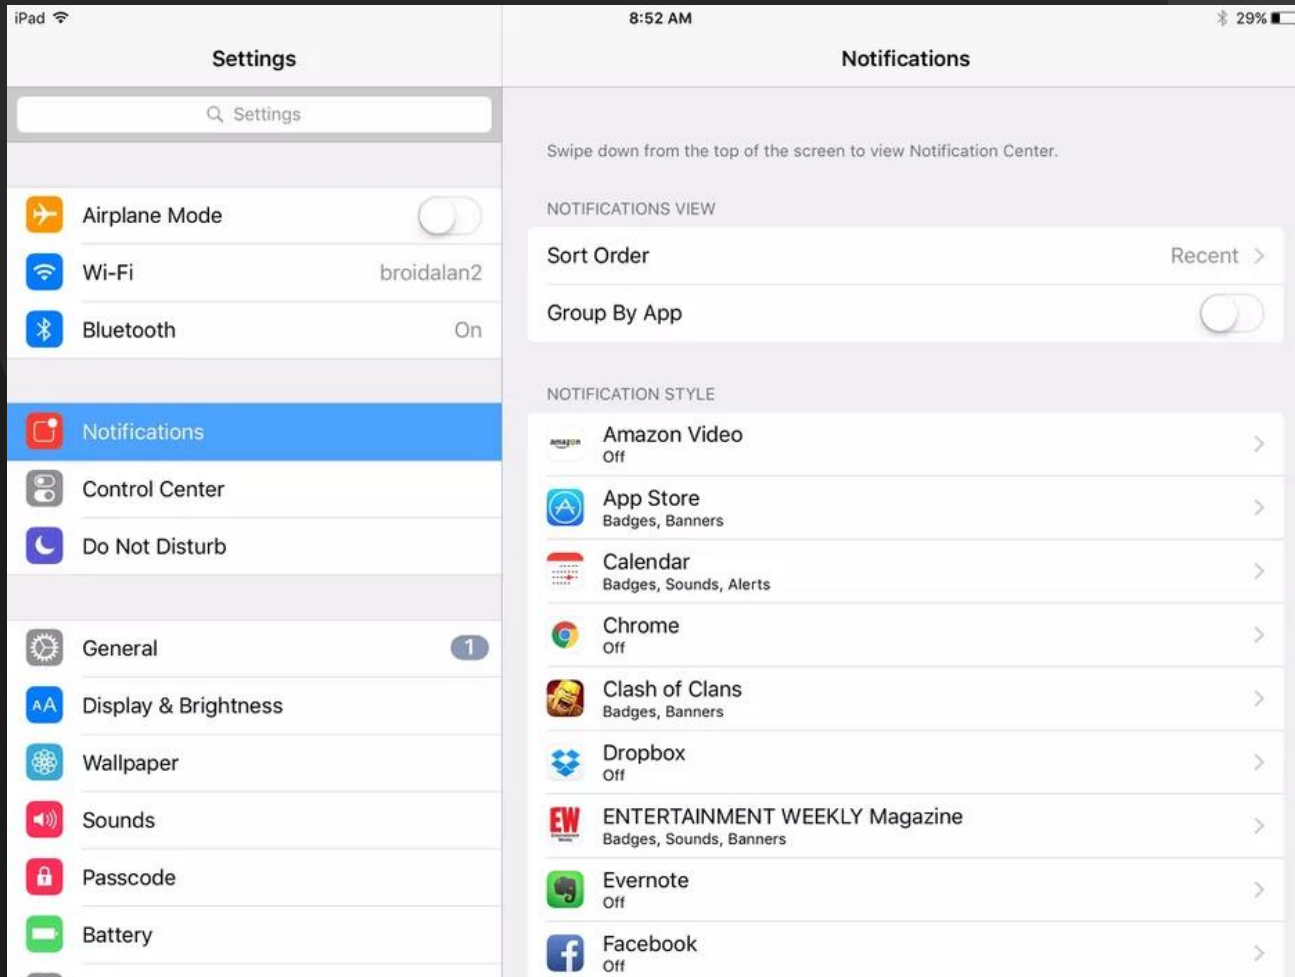 iPad
8:52 AM
29%
Settings
Notifications
Settings
Airplane Mode
Wi-Fi
broidalan2
Bluetooth
On
Notifications
Control Center
Do Not Disturb
General
1
AA
Display & Brightness
Wallpaper
Sounds
Passcode
Battery
Swipe down from the top of the screen to view Notification Center.
NOTIFICATIONS VIEW
Sort Order
Recent
Group By App
NOTIFICATION STYLE
amazon
Amazon Video
Off
App Store
Badges, Banners
Calendar
Badges, Sounds, Alerts
Chrome
Off
Clash of Clans
Badges, Banners
Dropbox
Off
EW
ENTERTAINMENT WEEKLY Magazine
Badges, Sounds, Banners
Evernote
Off
f
Facebook
Off